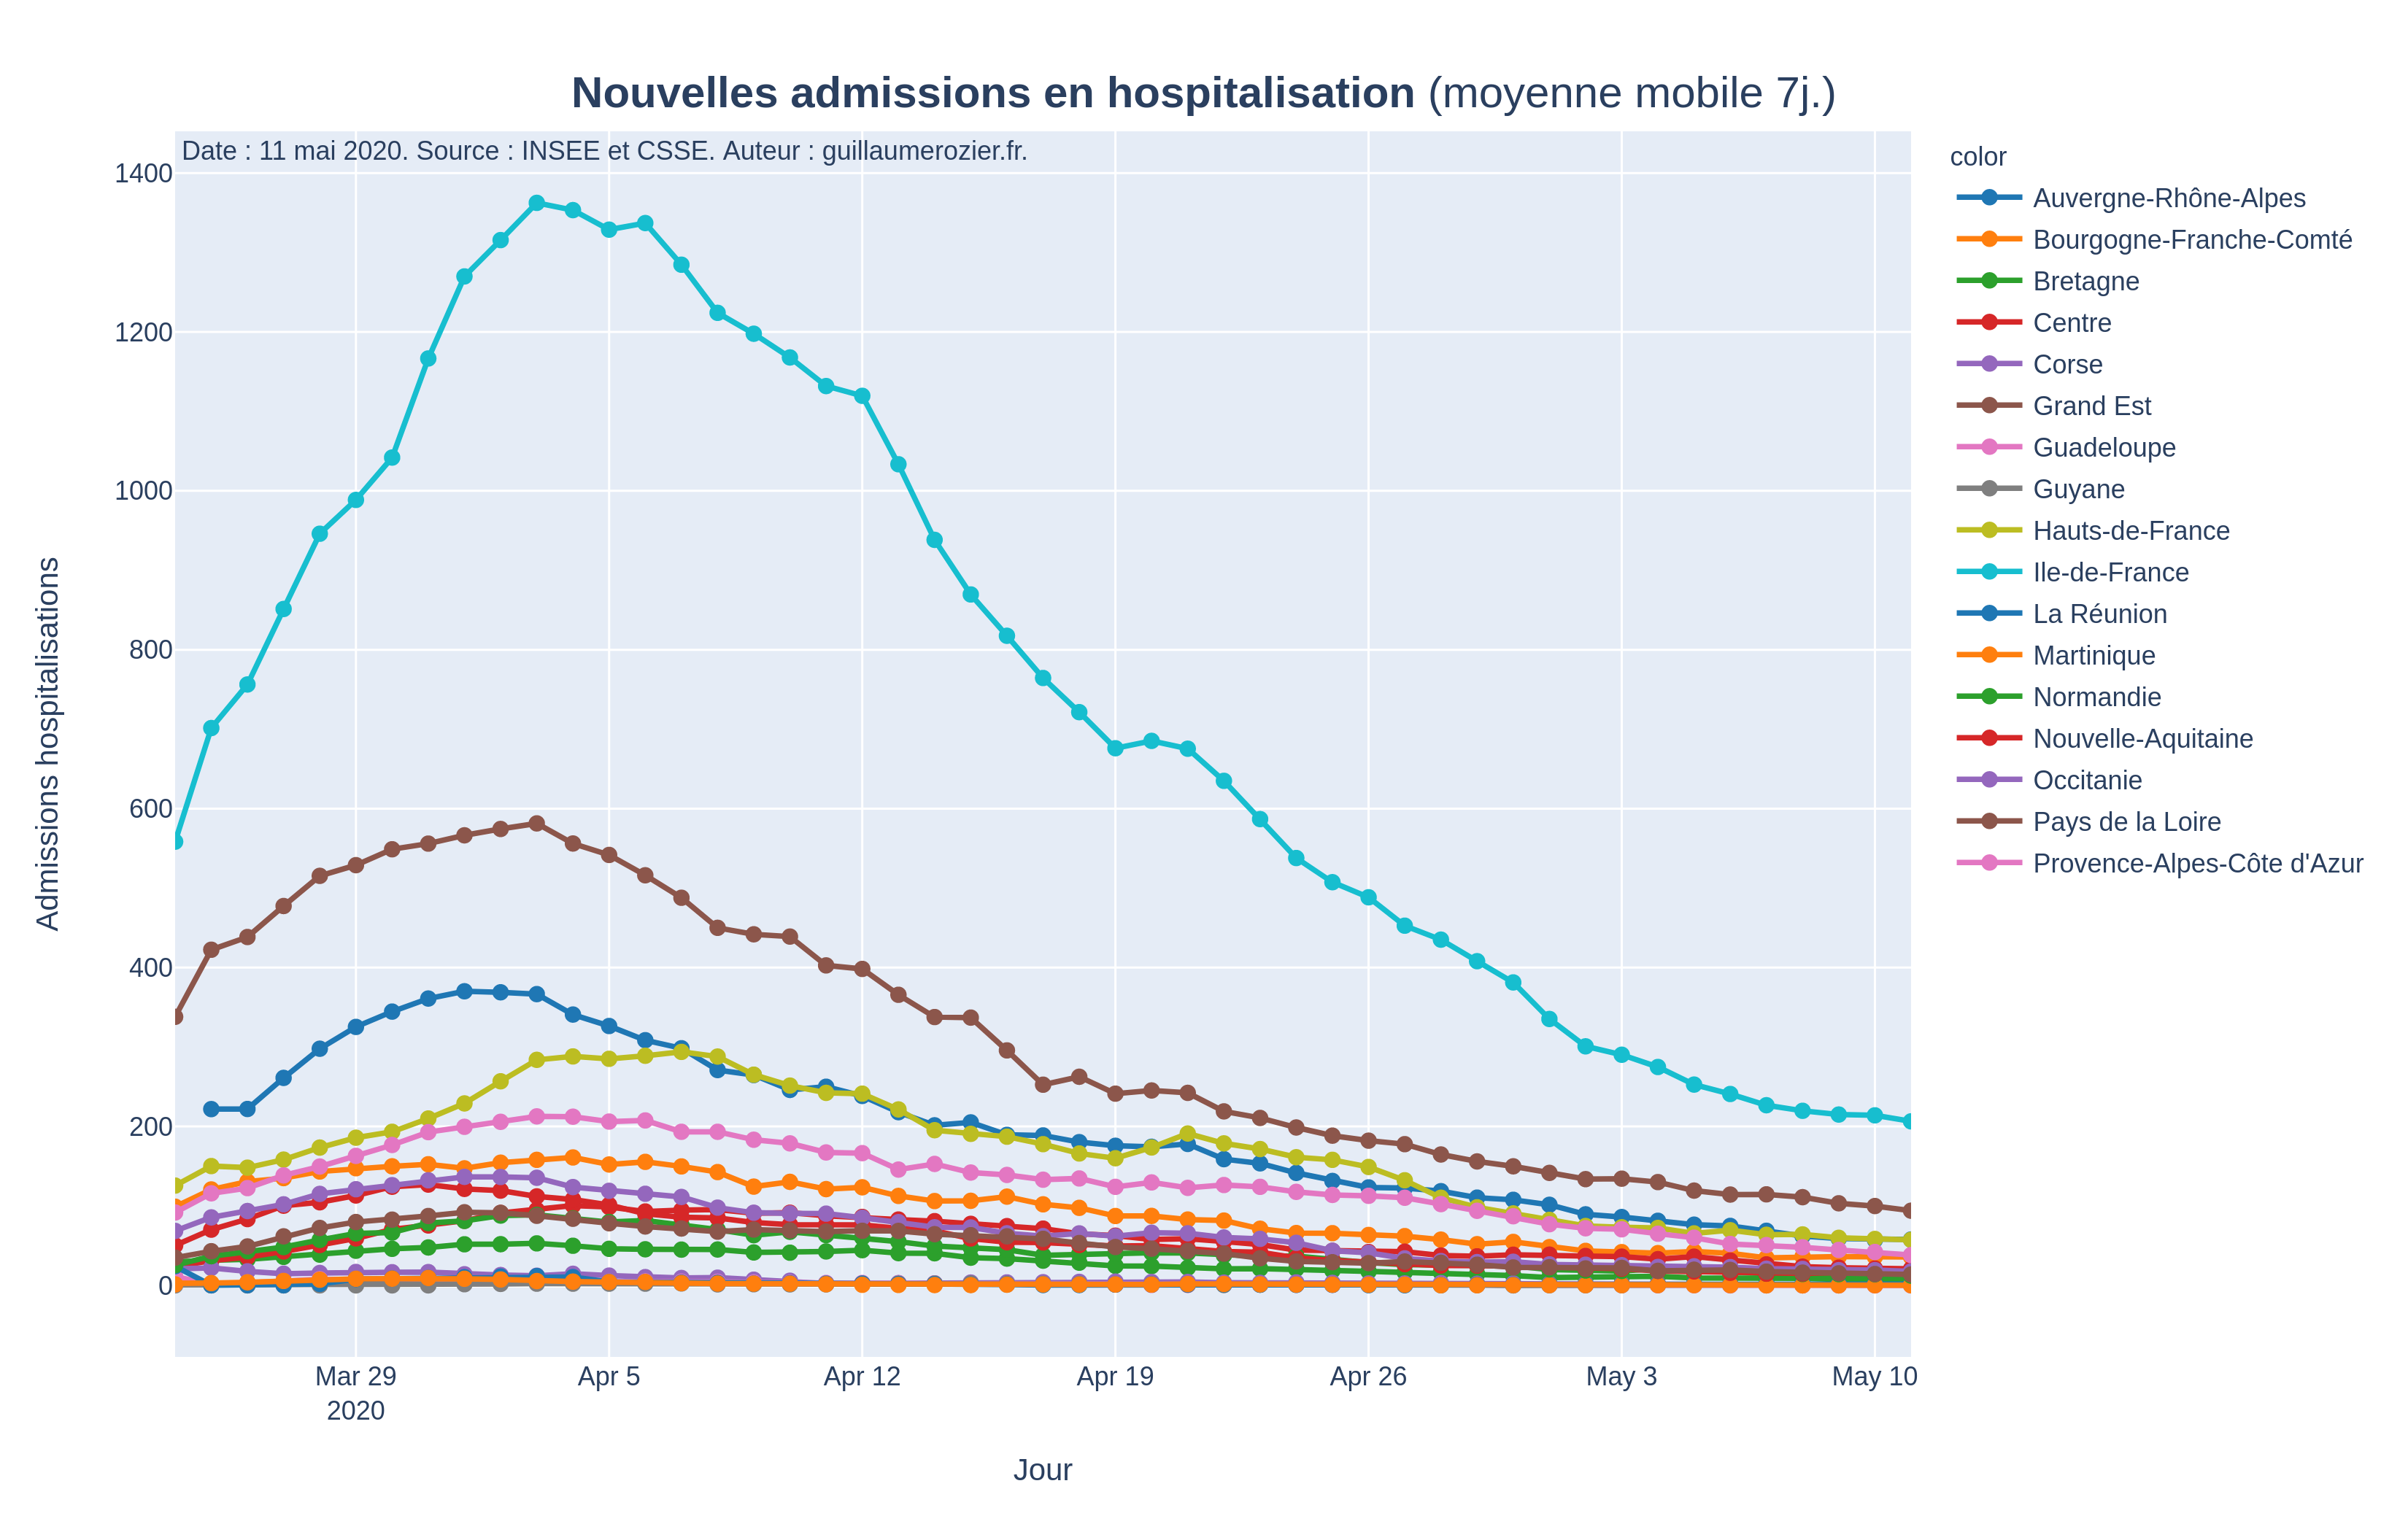 Nouvelles admissions en hospitalisation (moyenne mobile 7j.)
Date : 11 mai 2020. Source : INSEE et CSSE. Auteur : guillaumerozier.fr.
Admissions hospitalisations
1400
1200
1000
800
600
400
200
0
Mar 29
2020
Apr 5
Apr 12
Apr 19
Apr 26
May 3
May 10
Jour
color
Auvergne-Rhône-Alpes
Bourgogne-Franche-Comté
Bretagne
Centre
Corse
Grand Est
Guadeloupe
Guyane
Hauts-de-France
Ile-de-France
La Réunion
Martinique
Normandie
Nouvelle-Aquitaine
Occitanie
Pays de la Loire
Provence-Alpes-Côte d'Azur